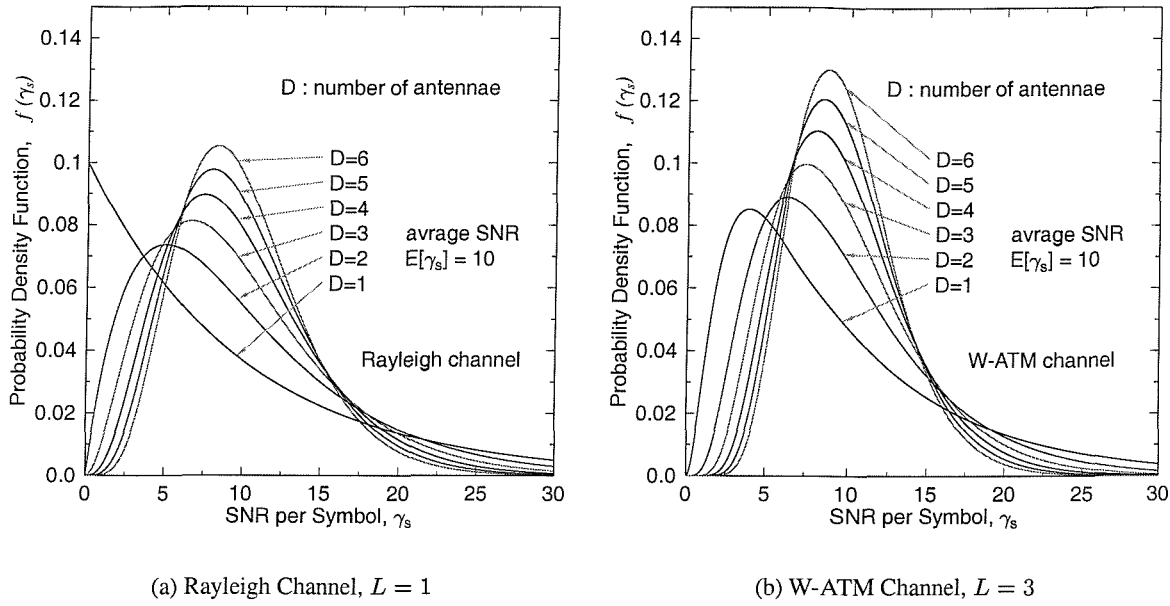 0.14
0.12
0.1
0.08
0.06
0.04
0.02
0.0
Probability Density Function, f (γs)
D : number of antennae
D=6
D=5
D=4
D=3
D=2
D=1
avrage SNR
E[γs] = 10
Rayleigh channel
0 5 10 15 20 25 30
SNR per Symbol, γs
(a) Rayleigh Channel, L = 1
0.14
0.12
0.1
0.08
0.06
0.04
0.02
0.0
Probability Density Function, f (γs)
D : number of antennae
D=6
D=5
D=4
D=3
D=2
D=1
avrage SNR
E[γs] = 10
W-ATM channel
0 5 10 15 20 25 30
SNR per Symbol, γs
(b) W-ATM Channel, L = 3